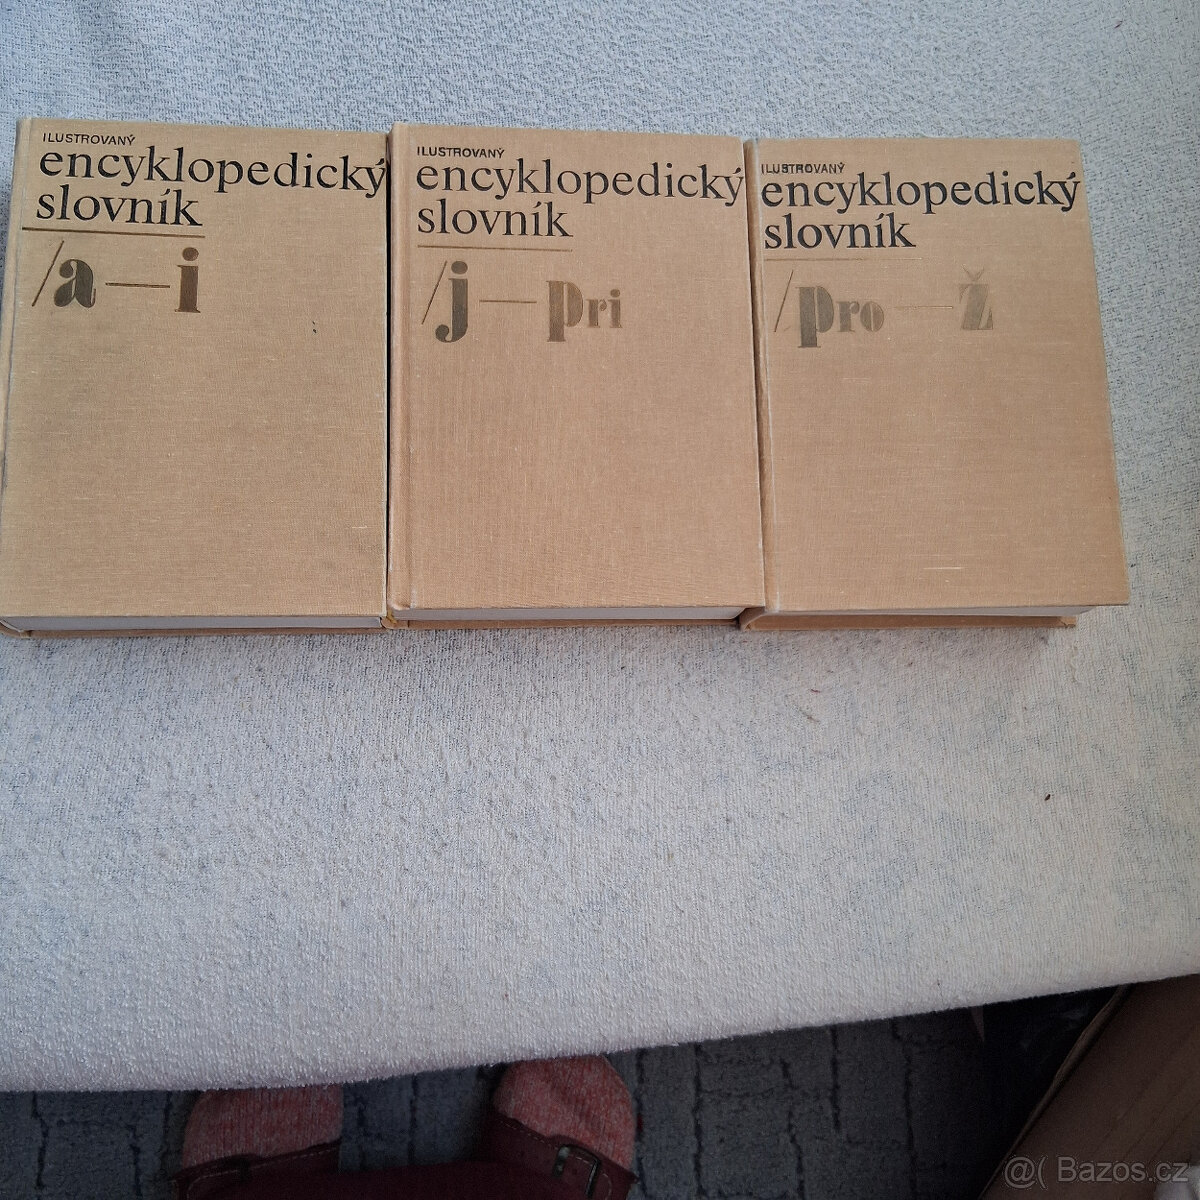 ILUSTROVANÝ
encyklopedický
slovník
/a—i
ILUSTROVANÝ
encyklopedický
slovník
/j—pri
ILUSTROVANÝ
encyklopedický
slovník
/pro—ž
@( Bazos.cz